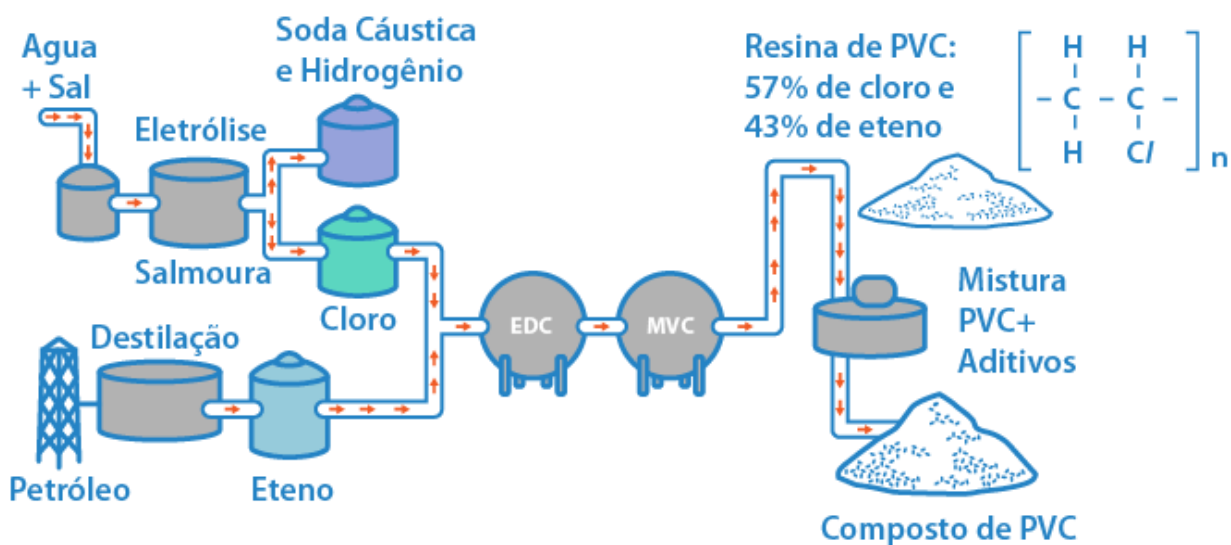 Agua
+ Sal
Soda Cáustica
e Hidrogênio
Eletrólise
Salmoura
Cloro
Destilação
Petróleo
Eteno
EDC
MVC
Resina de PVC:
57% de cloro e
43% de eteno
H H
– C – C –
H Cl
n
Mistura
PVC+
Aditivos
Composto de PVC